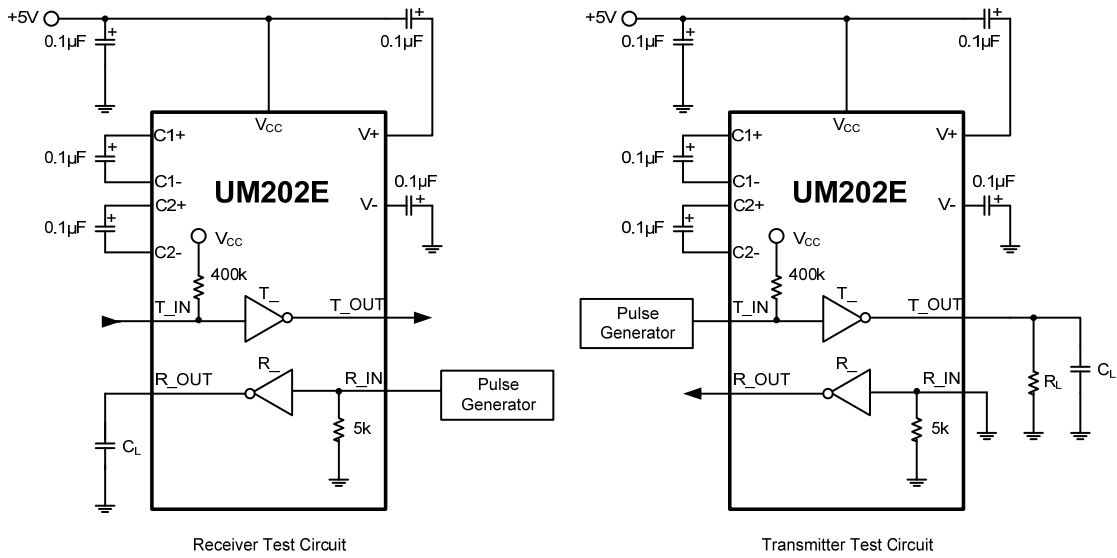 +5V
0.1µF
+
+
0.1µF
VCC
C1+
V+
0.1µF
+
C1-
UM202E
0.1µF
C2+
V-
+
0.1µF
+
C2-
VCC
400k
T_IN
T_
T_OUT
R_OUT
R_
R_IN
Pulse
Generator
5k
CL
Receiver Test Circuit
+5V
0.1µF
+
+
0.1µF
VCC
C1+
V+
0.1µF
+
C1-
UM202E
0.1µF
C2+
V-
+
0.1µF
+
C2-
VCC
400k
Pulse
Generator
T_IN
T_
T_OUT
R_OUT
R_
R_IN
5k
RL
CL
Transmitter Test Circuit